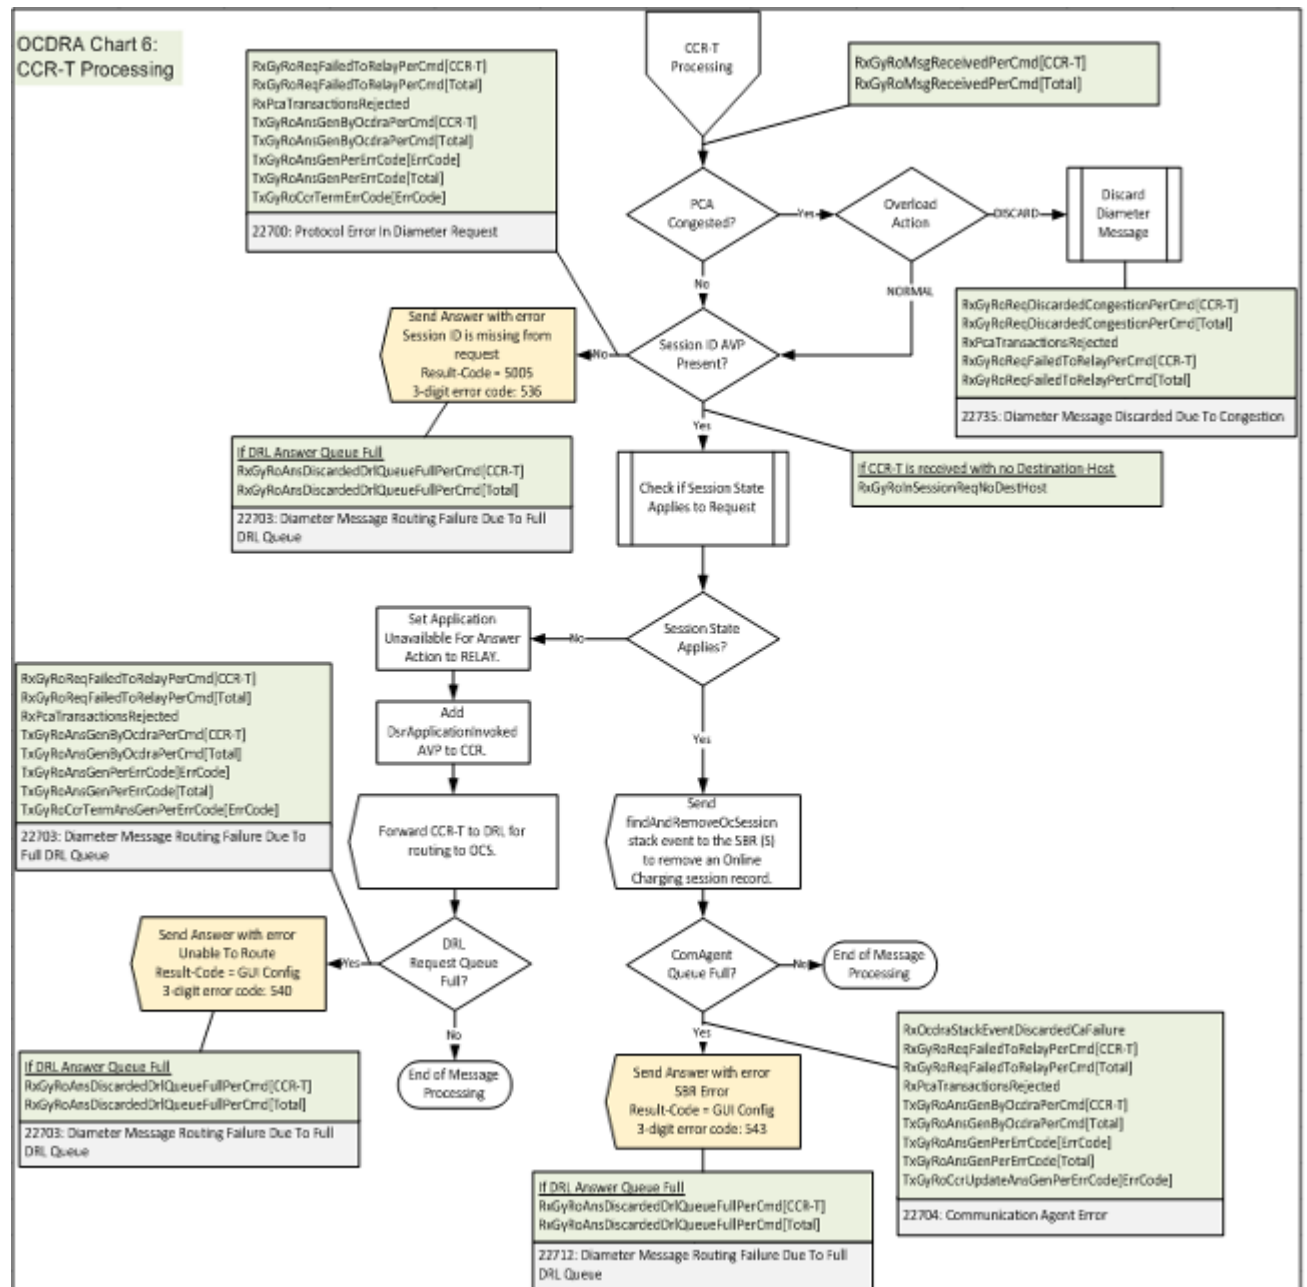 OCDRA Chart 6:
CCR-T Processing
CCR-T
Processing
RxGyRoMsgReceivedPerCmd[CCR-T]
RxGyRoMsgReceivedPerCmd[Total]
RxGyRoReqFailedToRelayPerCmd[CCR-T]
RxGyRoReqFailedToRelayPerCmd[Total]
RxPcaTransactionsRejected
TxGyRoAnsGenByOcdraPerCmd[CCR-T]
TxGyRoAnsGenByOcdraPerCmd[Total]
TxGyRoAnsGenPerErrCode[ErrCode]
TxGyRoAnsGenPerErrCode[Total]
TxGyRoCcrTermErrCode[ErrCode]
22700: Protocol Error In Diameter Request
PCA
Congested?
Yes
Overload
Action
DISCARD
Discard
Diameter
Message
No
NORMAL
RxGyRoReqDiscardedCongestionPerCmd[CCR-T]
RxGyRoReqDiscardedCongestionPerCmd[Total]
RxPcaTransactionsRejected
RxGyRoReqFailedToRelayPerCmd[CCR-T]
RxGyRoReqFailedToRelayPerCmd[Total]
22735: Diameter Message Discarded Due To Congestion
Session ID AVP
Present?
No
Send Answer with error
Session ID is missing from
request
Result-Code = 5005
3-digit error code: 536
If DRL Answer Queue Full
RxGyRoAnsDiscardedDrlQueueFullPerCmd[CCR-T]
RxGyRoAnsDiscardedDrlQueueFullPerCmd[Total]
22703: Diameter Message Routing Failure Due To Full
DRL Queue
Yes
If CCR-T is received with no Destination-Host
RxGyRoInSessionReqNoDestHost
Check if Session State
Applies to Request
Session State
Applies?
No
Set Application
Unavailable For Answer
Action to RELAY.
Add
DsrApplicationInvoked
AVP to CCR.
Forward CCR-T to DRL for
routing to OCS.
DRL
Request Queue
Full?
Yes
RxGyRoReqFailedToRelayPerCmd[CCR-T]
RxGyRoReqFailedToRelayPerCmd[Total]
RxPcaTransactionsRejected
TxGyRoAnsGenByOcdraPerCmd[CCR-T]
TxGyRoAnsGenByOcdraPerCmd[Total]
TxGyRoAnsGenPerErrCode[ErrCode]
TxGyRoAnsGenPerErrCode[Total]
TxGyRoCcrTermAnsGenPerErrCode[ErrCode]
22703: Diameter Message Routing Failure Due To
Full DRL Queue
Send Answer with error
Unable To Route
Result-Code = GUI Config
3-digit error code: 540
If DRL Answer Queue Full
RxGyRoAnsDiscardedDrlQueueFullPerCmd[CCR-T]
RxGyRoAnsDiscardedDrlQueueFullPerCmd[Total]
22703: Diameter Message Routing Failure Due To Full
DRL Queue
No
End of Message
Processing
Yes
Send
findAndRemoveOcSession
stack event to the SBR (S)
to remove an Online
Charging session record.
ComAgent
Queue Full?
No
End of Message
Processing
Yes
RxOcdraStackEventDiscardedCaFailure
RxGyRoReqFailedToRelayPerCmd[CCR-T]
RxGyRoReqFailedToRelayPerCmd[Total]
RxPcaTransactionsRejected
TxGyRoAnsGenByOcdraPerCmd[CCR-T]
TxGyRoAnsGenByOcdraPerCmd[Total]
TxGyRoAnsGenPerErrCode[ErrCode]
TxGyRoAnsGenPerErrCode[Total]
TxGyRoCcrUpdateAnsGenPerErrCode[ErrCode]
22704: Communication Agent Error
Send Answer with error
SBR Error
Result-Code = GUI Config
3-digit error code: 543
If DRL Answer Queue Full
RxGyRoAnsDiscardedDrlQueueFullPerCmd[CCR-T]
RxGyRoAnsDiscardedDrlQueueFullPerCmd[Total]
22712: Diameter Message Routing Failure Due To Full
DRL Queue